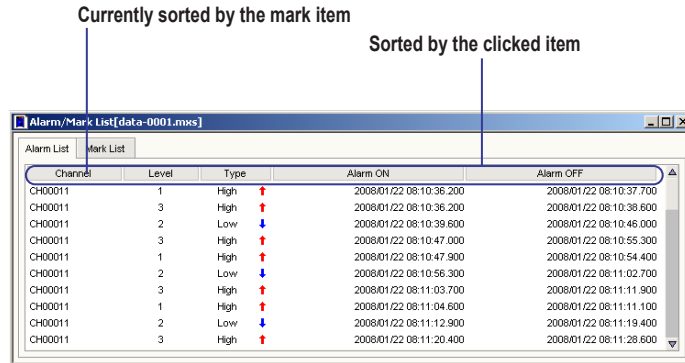 Currently sorted by the mark item
Sorted by the clicked item
Alarm/Mark List[data-0001.mxs]
Alarm List Mark List
Channel Level Type Alarm ON Alarm OFF
CH00011 1 High 2008/01/22 08:10:36.200 2008/01/22 08:10:37.700
CH00011 3 High 2008/01/22 08:10:36.200 2008/01/22 08:10:38.600
CH00011 2 Low 2008/01/22 08:10:39.600 2008/01/22 08:10:46.000
CH00011 3 High 2008/01/22 08:10:47.000 2008/01/22 08:10:55.300
CH00011 1 High 2008/01/22 08:10:47.900 2008/01/22 08:10:54.400
CH00011 2 Low 2008/01/22 08:10:56.300 2008/01/22 08:11:02.700
CH00011 3 High 2008/01/22 08:11:03.700 2008/01/22 08:11:11.900
CH00011 1 High 2008/01/22 08:11:04.600 2008/01/22 08:11:11.100
CH00011 2 Low 2008/01/22 08:11:12.900 2008/01/22 08:11:19.400
CH00011 3 High 2008/01/22 08:11:20.400 2008/01/22 08:11:28.600